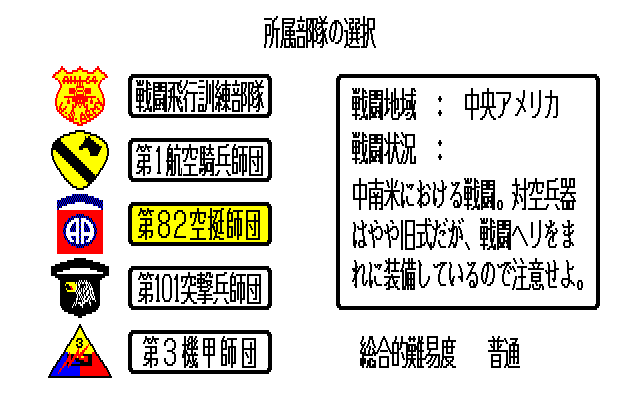 所属部隊の選択
AH-64
戦闘飛行訓練部隊
第1航空騎兵師団
AA
第82空挺師団
第101突撃兵師団
3
第3機甲師団
戦闘地域 : 中央アメリカ
戦闘状況 :
中南米における戦闘。対空兵器
はやや旧式だが、戦闘ヘリをま
れに装備しているので注意せよ。
総合的難易度 普通